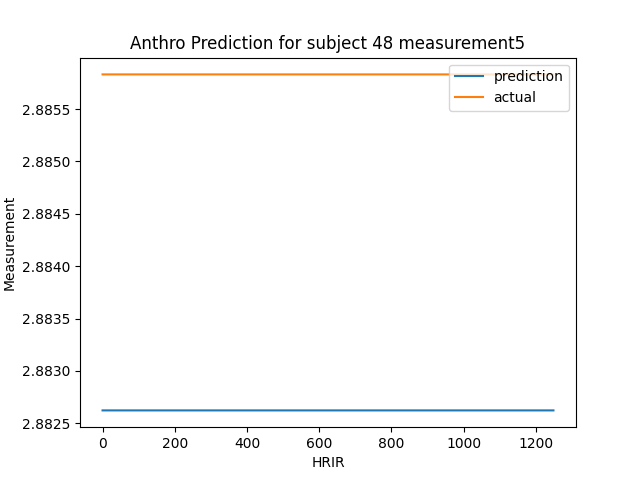 Anthro Prediction for subject 48 measurement5
prediction
actual
2.8855
2.8850
2.8845
2.8840
2.8835
2.8830
2.8825
Measurement
0 200 400 600 800 1000 1200
HRIR